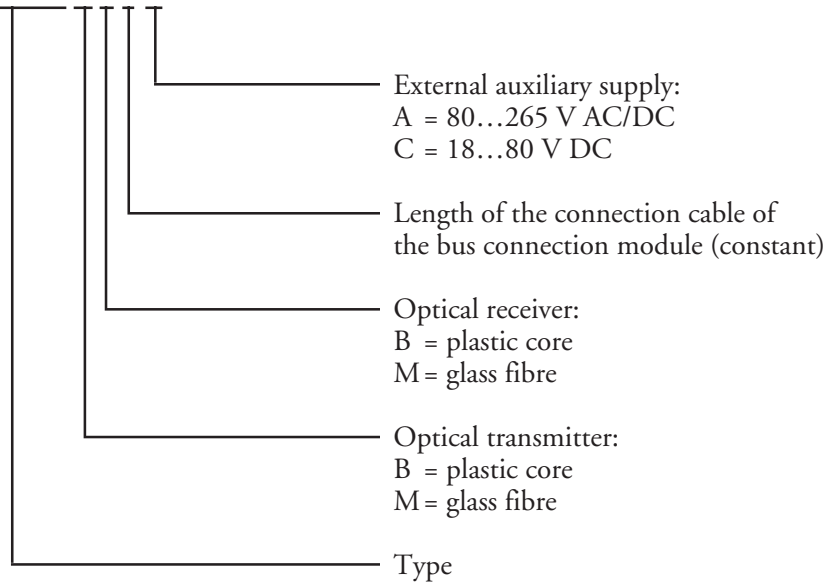 External auxiliary supply:
A = 80…265 V AC/DC
C = 18…80 V DC
Length of the connection cable of
the bus connection module (constant)
Optical receiver:
B = plastic core
M = glass fibre
Optical transmitter:
B = plastic core
M = glass fibre
Type